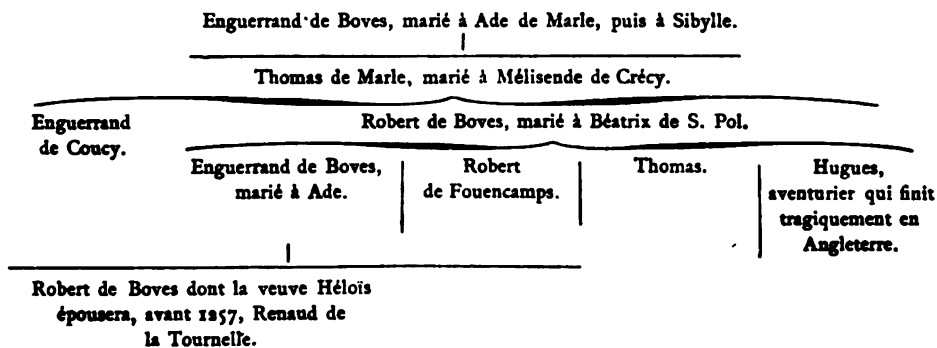 Enguerrand de Boves, marié à Ade de Marle, puis à Sibylle.
Thomas de Marle, marié à Mélisende de Crécy.
Enguerrand
de Coucy.
Robert de Boves, marié à Béatrix de S. Pol.
Enguerrand de Boves,
marié à Ade.
Robert
de Fouencamps.
Thomas.
Hugues,
aventurier qui finit
tragiquement en
Angleterre.
Robert de Boves dont la veuve Héloïs
épousera, avant 1257, Renaud de
la Tournelle.